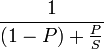 1
(1 − P) + P/S